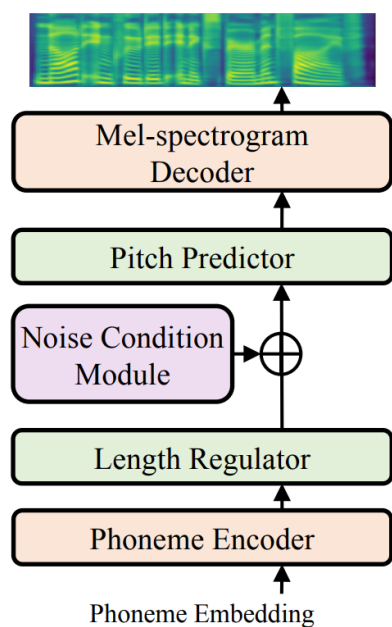 Mel-spectrogram
Decoder
Pitch Predictor
Noise Condition
Module
Length Regulator
Phoneme Encoder
Phoneme Embedding